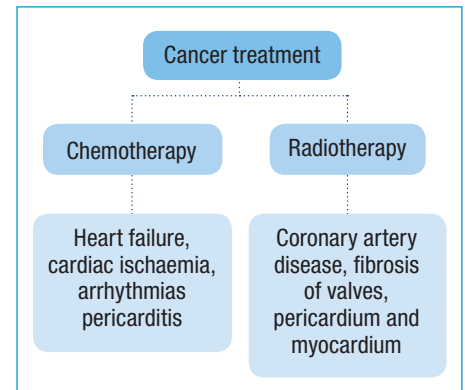 Cancer treatment
Chemotherapy
Radiotherapy
Heart failure,
cardiac ischaemia,
arrhythmias
pericarditis
Coronary artery
disease, fibrosis
of valves,
pericardium and
myocardium